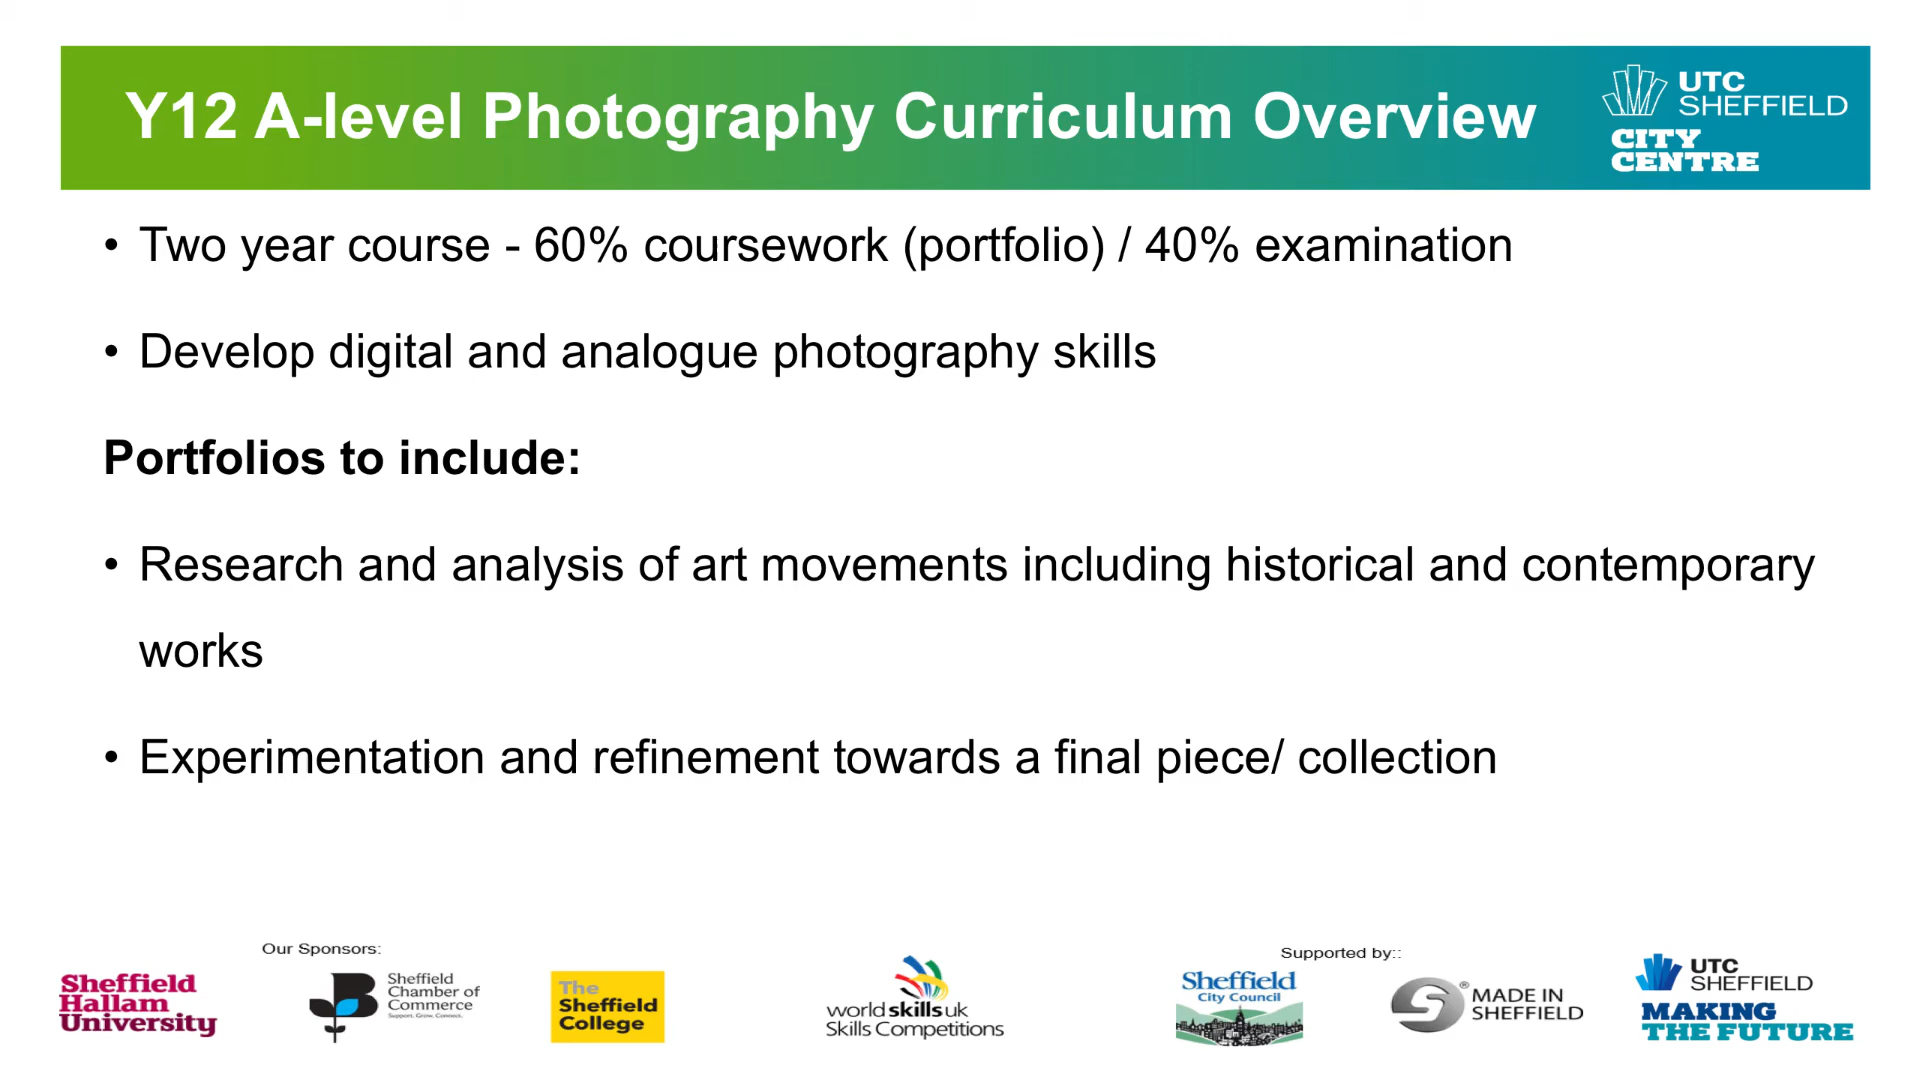 Y12 A-level Photography Curriculum Overview
UTC
SHEFFIELD
CITY
CENTRE
• Two year course - 60% coursework (portfolio) / 40% examination
• Develop digital and analogue photography skills
Portfolios to include:
• Research and analysis of art movements including historical and contemporary
works
• Experimentation and refinement towards a final piece/ collection
Our Sponsors:
Sheffield
Hallam
University
Sheffield
Chamber of
Commerce
Support. Grow. Connect.
The
Sheffield
College
worldskillsuk
Skills Competitions
Supported by::
Sheffield
City Council
® MADE IN
SHEFFIELD
UTC
SHEFFIELD
MAKING
THE FUTURE